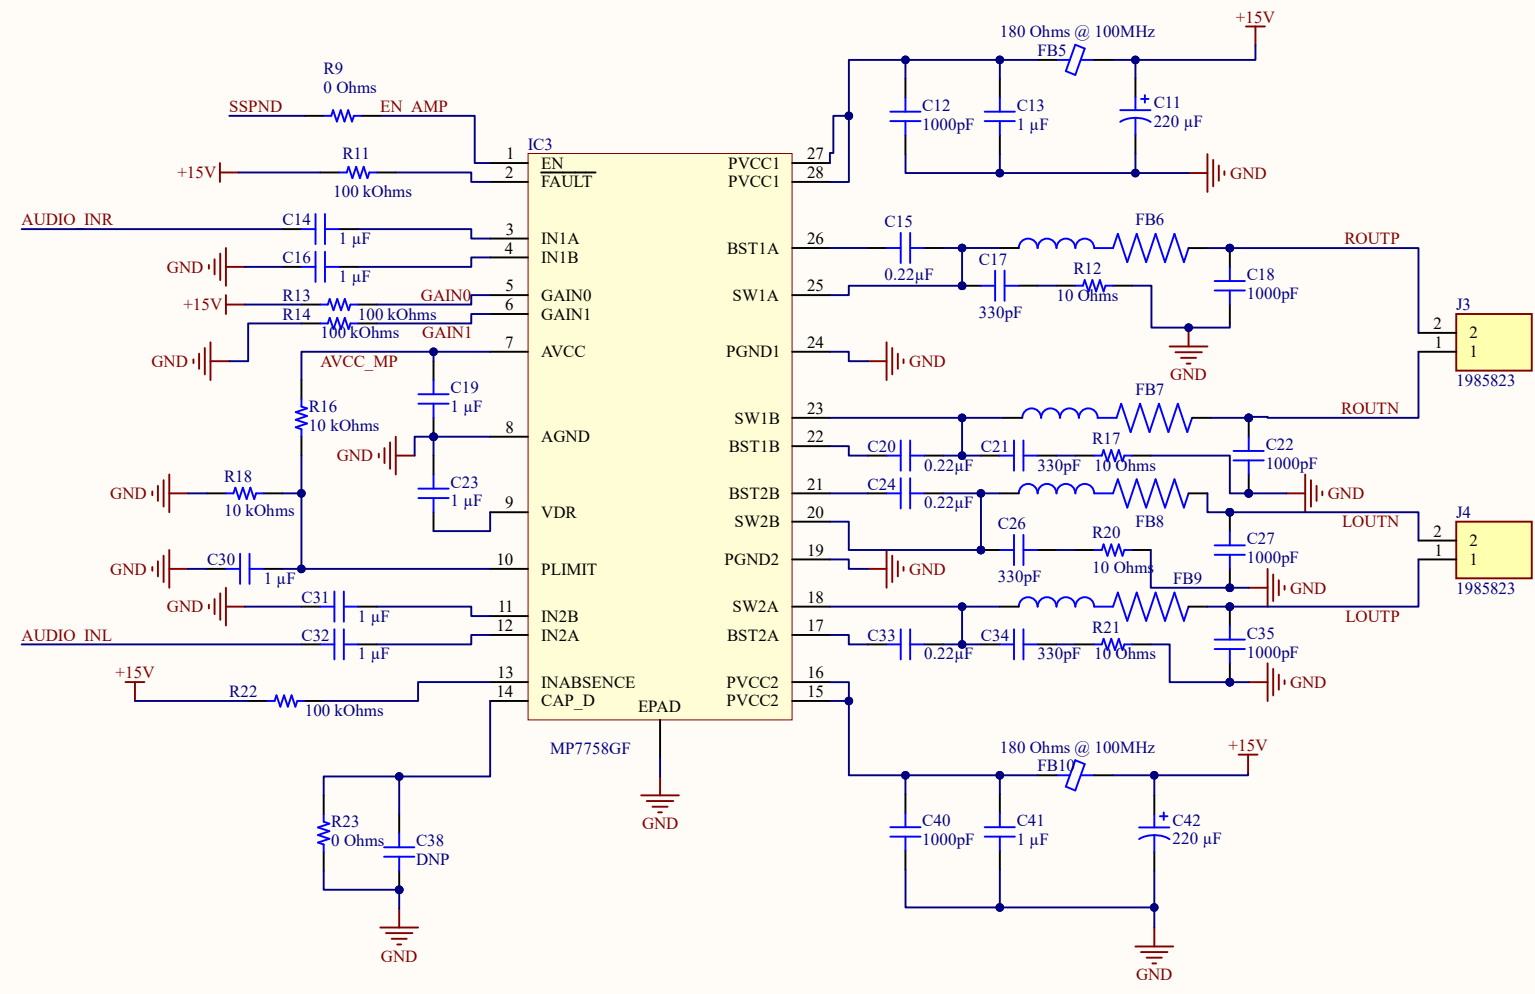 180 Ohms @ 100MHz
+15V
FB5
R9
0 Ohms
SSPND
EN_AMP
C12
1000pF
C13
1 µF
C11
220 µF
GND
IC3
R11
+15V
100 kOhms
1
EN
2
FAULT
27
PVCC1
28
PVCC1
AUDIO_INR
C14
1 µF
GND
C16
1 µF
3
IN1A
4
IN1B
C15
0.22µF
26
BST1A
25
SW1A
C17
330pF
R12
10 Ohms
FB6
ROUTP
C18
1000pF
GND
+15V
R13
100 kOhms
GAIN0
5
GAIN0
R14
100 kOhms
GAIN1
6
GAIN1
GND
AVCC_MP
7
AVCC
24
PGND1
GND
J3
2
2
1
1
1985823
C19
1 µF
R16
10 kOhms
GND
8
AGND
23
SW1B
22
BST1B
FB7
ROUTN
C20
0.22µF
C21
330pF
R17
10 Ohms
C22
1000pF
GND
GND
R18
10 kOhms
C23
1 µF
9
VDR
21
BST2B
20
SW2B
C24
0.22µF
FB8
LOUTN
C26
330pF
R20
10 Ohms
C27
1000pF
GND
J4
2
2
1
1
1985823
GND
C30
1 µF
10
PLIMIT
19
PGND2
GND
GND
C31
1 µF
11
IN2B
AUDIO_INL
C32
1 µF
12
IN2A
18
SW2A
17
BST2A
FB9
LOUTP
C33
0.22µF
C34
330pF
R21
10 Ohms
C35
1000pF
GND
+15V
R22
100 kOhms
13
INABSENCE
14
CAP_D
EPAD
16
PVCC2
15
PVCC2
MP7758GF
GND
180 Ohms @ 100MHz
+15V
FB10
R23
0 Ohms
C38
DNP
GND
C40
1000pF
C41
1 µF
C42
220 µF
GND